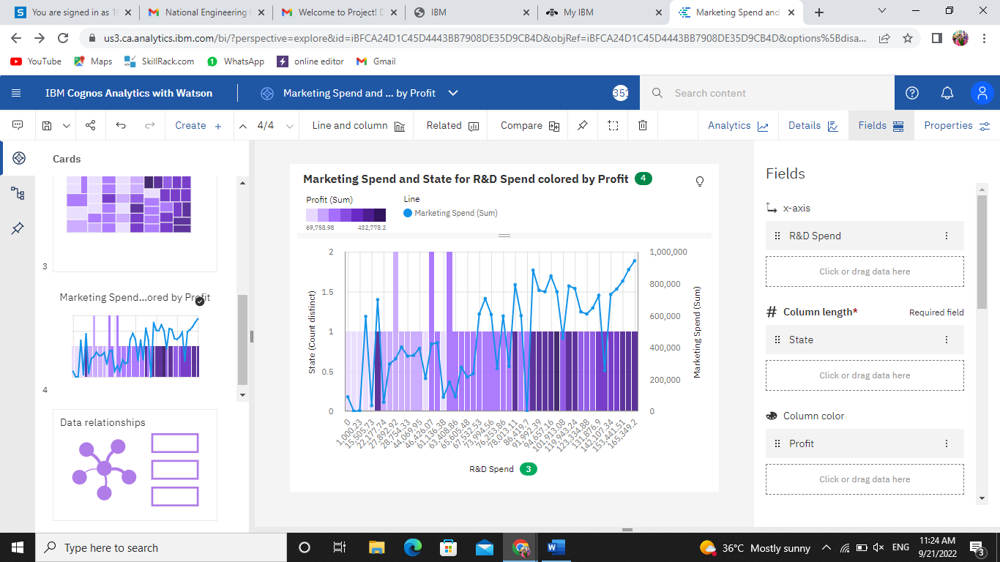 You are signed in as 19
National Engineering C
Welcome to Project! D
IBM
My IBM
Marketing Spend and
us3.ca.analytics.ibm.com/bi/?perspective=explore&id=iBFCA24D1C45D4443BB7908DE35D9CB4D&objRef=iBFCA24D1C45D4443BB7908DE35D9CB4D&options%5Bdisa...
YouTube
Maps
SkillRack.com
WhatsApp
online editor
Gmail
IBM Cognos Analytics with Watson
Marketing Spend and ... by Profit
351
Search content
Create +
4/4
Line and column
Related
Compare
Analytics
Details
Fields
Properties
Cards
3
Marketing Spend...ored by Profit
4
Data relationships
Marketing Spend and State for R&D Spend colored by Profit 4
Profit (Sum)
69,758.98 432,778.2
Line
Marketing Spend (Sum)
State (Count distinct)
2
1.5
1
0.5
0
1,000,000
800,000
600,000
400,000
200,000
0
Marketing Spend (Sum)
0
1,000.23
15,505.73
22,177.74
27,892.92
28,754.33
44,069.95
46,426.07
61,136.38
63,408.86
65,605.48
67,532.53
73,994.56
76,253.86
78,013.11
86,419.7
91,992.39
94,657.16
101,913.08
119,943.24
123,334.88
131,876.9
142,107.34
153,441.51
165,349.2
R&D Spend 3
Fields
x-axis
R&D Spend
Click or drag data here
Column length*
Required field
State
Click or drag data here
Column color
Profit
Click or drag data here
Type here to search
36°C Mostly sunny
ENG
11:24 AM
9/21/2022
3